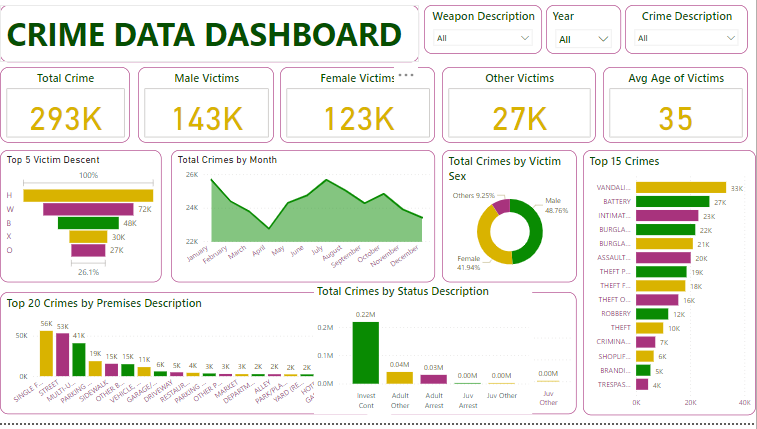 CRIME DATA DASHBOARD
Weapon Description
All
Year
All
Crime Description
All
Total Crime
293K
Male Victims
143K
Female Victims
123K
Other Victims
27K
Avg Age of Victims
35
Top 5 Victim Descent
100%
H
W
72K
B
48K
X
30K
O
27K
26.1%
Total Crimes by Month
26K
24K
22K
January
February
March
April
May
June
July
August
September
October
November
December
Total Crimes by Victim
Sex
Others 9.25%
Male
48.76%
Female
41.94%
Top 15 Crimes
VANDALI...
33K
BATTERY
27K
INTIMAT...
23K
BURGLA...
22K
BURGLA...
21K
ASSAULT...
20K
THEFT P...
19K
THEFT F...
18K
THEFT O...
16K
ROBBERY
12K
THEFT
10K
CRIMINA...
7K
SHOPLIF...
6K
BRANDI...
5K
TRESPAS...
4K
0K
20K
40K
Top 20 Crimes by Premises Description
50K
0K
56K
53K
41K
19K
15K
15K
11K
6K
5K
4K
3K
3K
3K
2K
2K
2K
2K
SINGLE F...
STREET
MULTI-U...
PARKING ...
SIDEWALK
OTHER B...
VEHICLE, ...
GARAGE/...
DRIVEWAY
RESTAUR...
PARKING ...
OTHER P...
MARKET
DEPARTM...
ALLEY
PARK/PLA...
YARD (RE...
Total Crimes by Status Description
0.2M
0.1M
0.0M
0.22M
0.04M
0.03M
0.00M
0.00M
0.00M
Invest
Cont
Adult
Other
Adult
Arrest
Juv
Arrest
Juv Other
Juv
Other